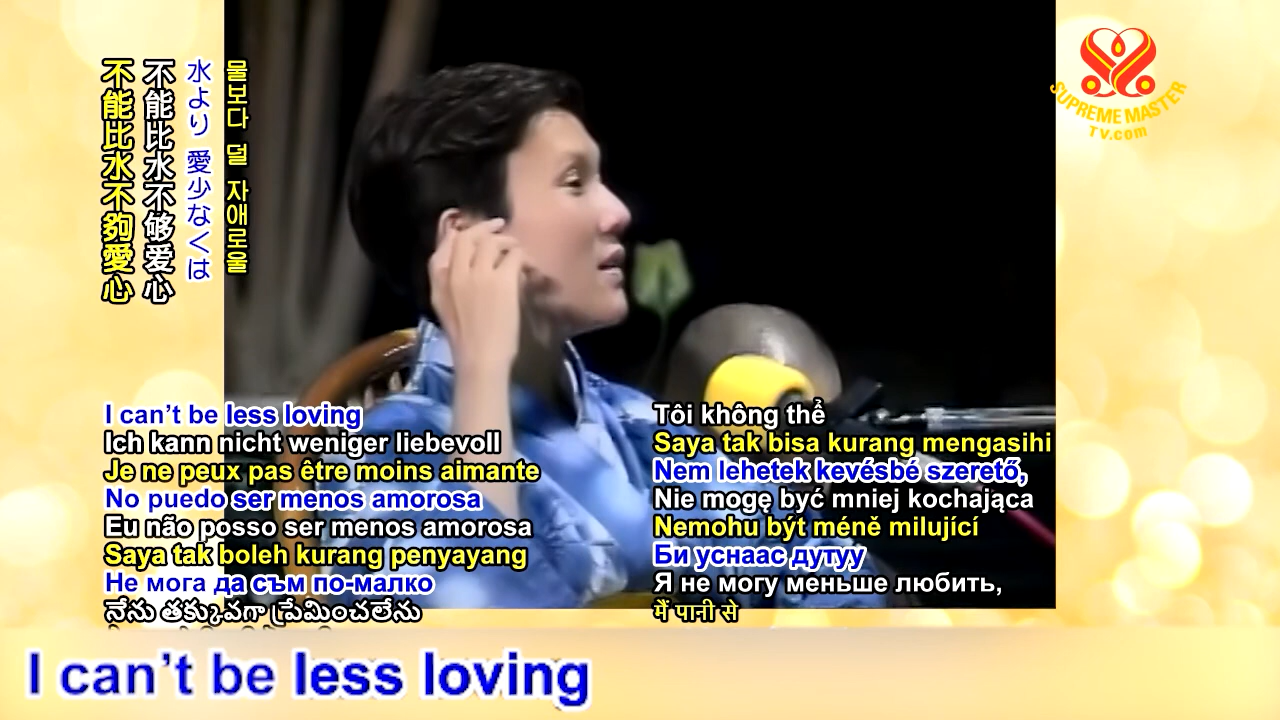 不能比水不夠愛心
不能比水不够爱心
水より 愛少なくは
물보다 덜 자애로울
SUPREME MASTER
TV.com
I can't be less loving
Ich kann nicht weniger liebevoll
Je ne peux pas être moins aimante
No puedo ser menos amorosa
Eu não posso ser menos amorosa
Saya tak boleh kurang penyayang
Не мога да съм по-малко
నేను తక్కువగా ప్రేమించలేను
Tôi không thể
Saya tak bisa kurang mengasihi
Nem lehetek kevésbé szerető,
Nie mogę być mniej kochająca
Nemohu být méně milující
Би уснаас дутуу
Я не могу меньше любить,
मैं पानी से
I can't be less loving